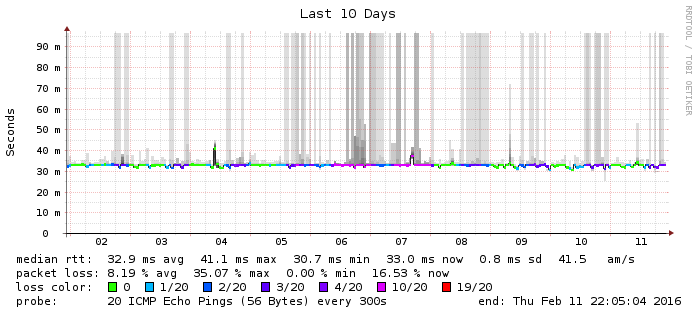 Last 10 Days
RRDTOOL / TOBI OETIKER
Seconds
90 m
80 m
70 m
60 m
50 m
40 m
30 m
20 m
10 m
0
02 03 04 05 06 07 08 09 10 11
median rtt: 32.9 ms avg 41.1 ms max 30.7 ms min 33.0 ms now 0.8 ms sd 41.5 am/s
packet loss: 8.19 % avg 35.07 % max 0.00 % min 16.53 % now
loss color: 0 1/20 2/20 3/20 4/20 10/20 19/20
probe: 20 ICMP Echo Pings (56 Bytes) every 300s end: Thu Feb 11 22:05:04 2016